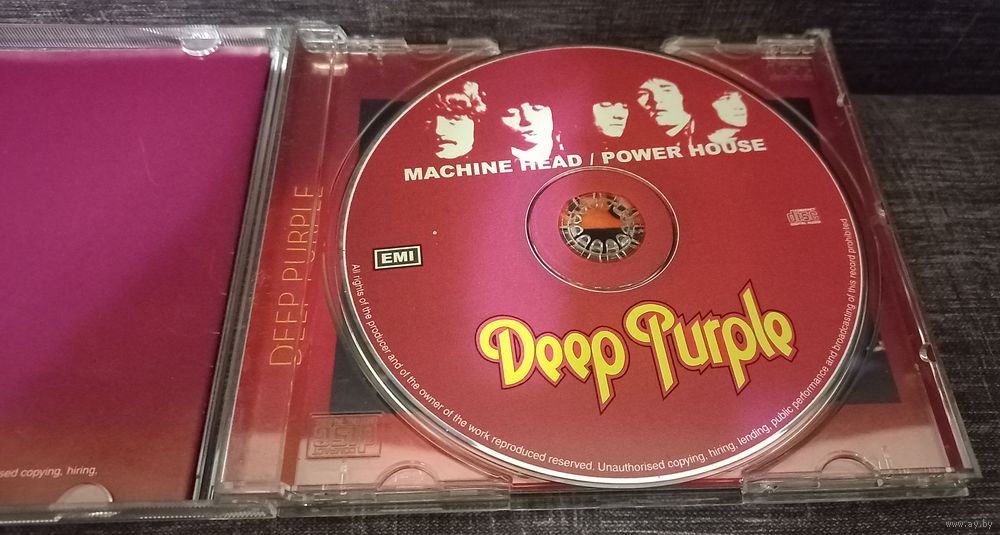 MACHINE HEAD / POWER HOUSE
EMI
DISC
Deep Purple
DEEP PURPLE
All rights of the producer and of the owner of the work reproduced reserved. Unauthorised copying, hiring, lending, public performance and broadcasting of this record prohibited
sed copying, hiring,
www.ay.by